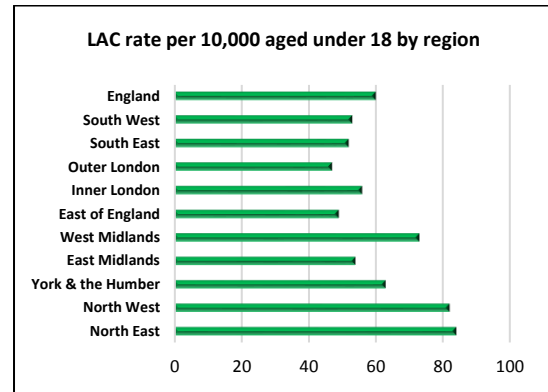 LAC rate per 10,000 aged under 18 by region
England
South West
South East
Outer London
Inner London
East of England
West Midlands
East Midlands
York & the Humber
North West
North East
0 20 40 60 80 100